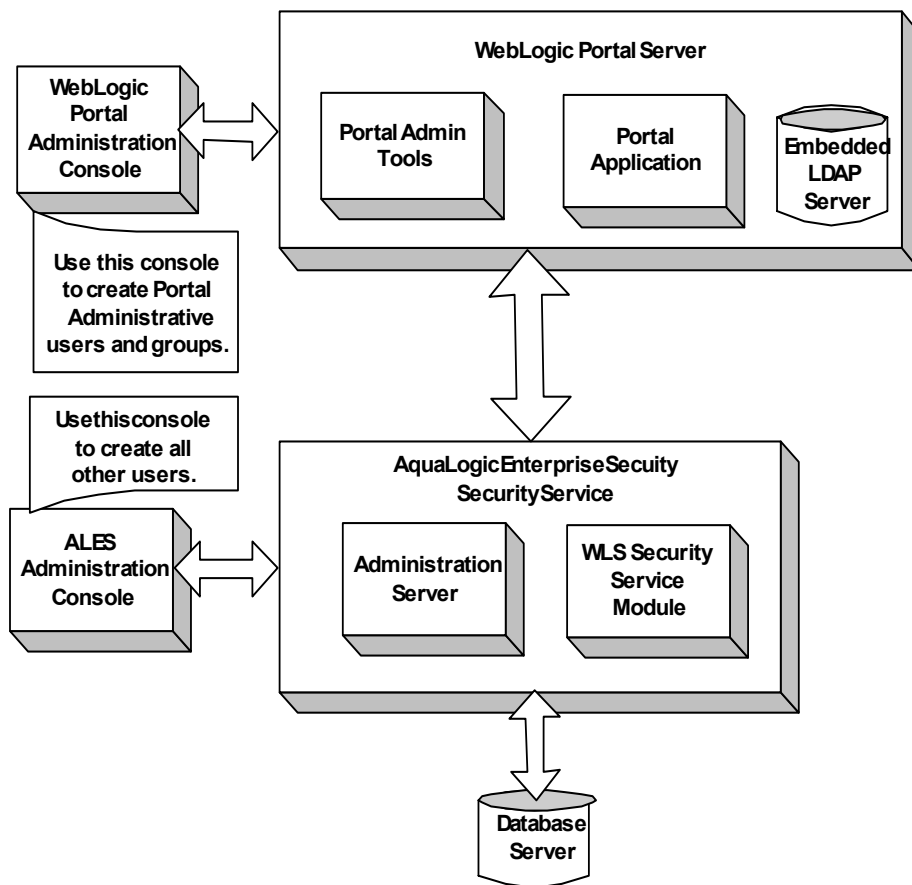 WebLogic Portal Server
WebLogic
Portal
Administration
Console
Portal Admin
Tools
Portal
Application
Embedded
LDAP
Server
Use this console
to create Portal
Administrative
users and groups.
Usethisconsole
to create all
other users.
AquaLogicEnterpriseSecuity
SecurityService
ALES
Administration
Console
Administration
Server
WLS Security
Service
Module
Database
Server